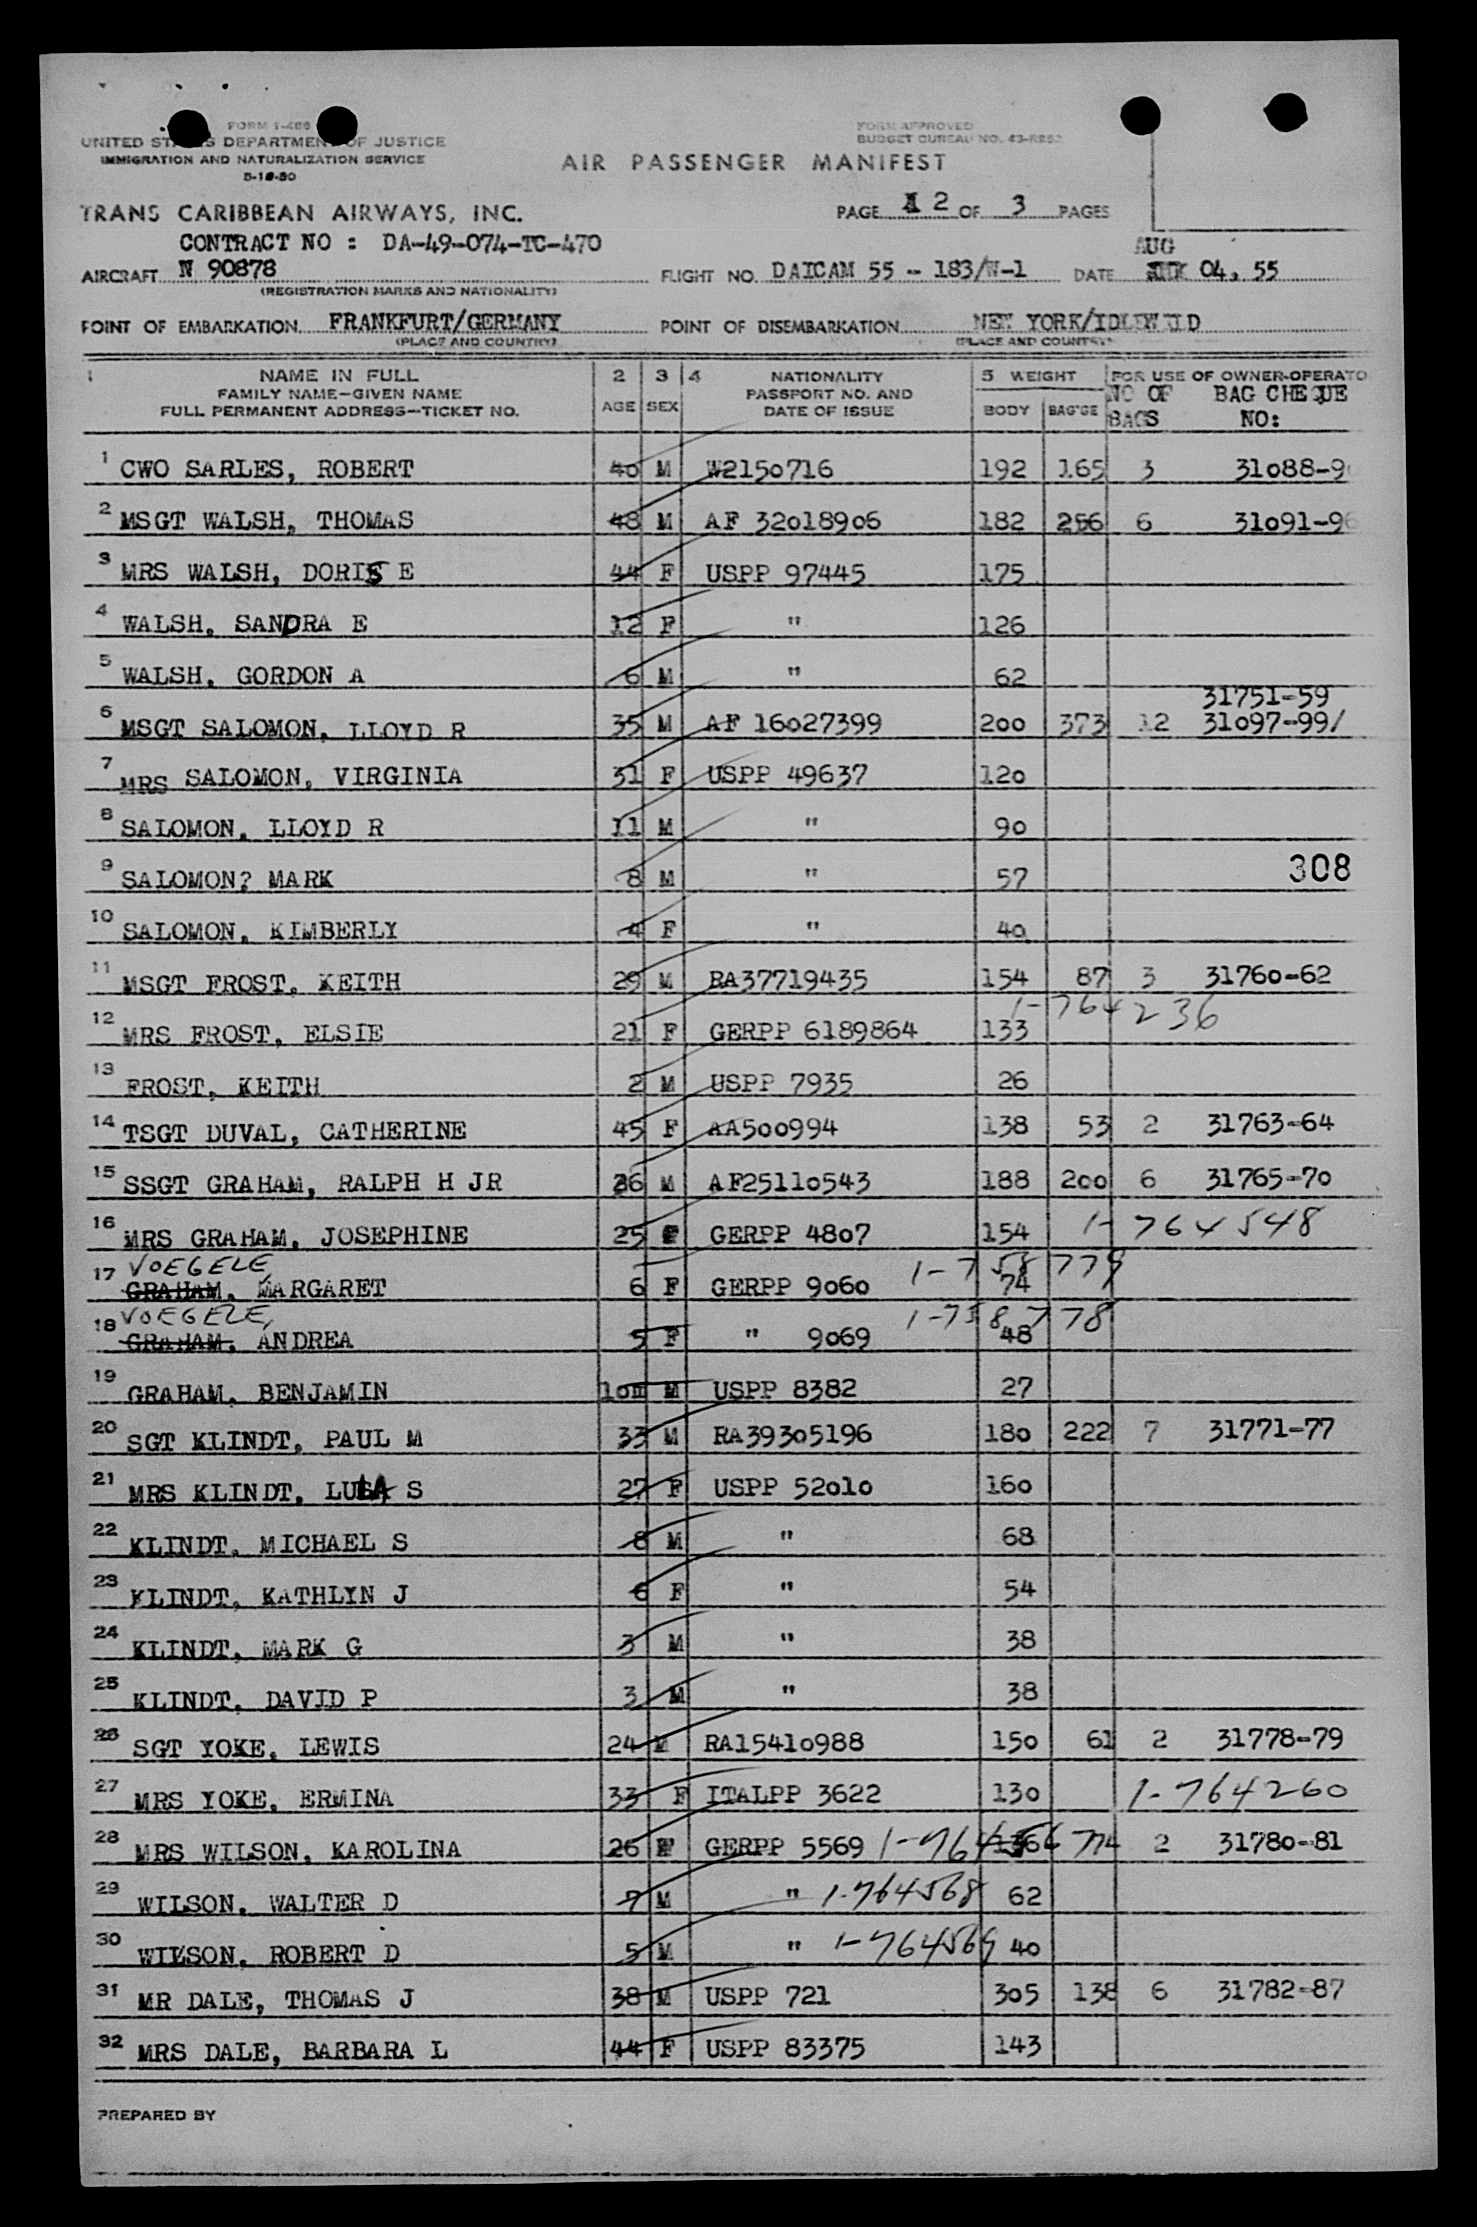 FORM I-466
UNITED STATES DEPARTMENT OF JUSTICE
IMMIGRATION AND NATURALIZATION SERVICE
FORM APPROVED
BUDGET BUREAU NO.
AIR PASSENGER MANIFEST
TRANS CARIBBEAN AIRWAYS, INC.
PAGE 2 OF 3 PAGES
CONTRACT NO : DA-49-074-TC-470
AUG
AIRCRAFT N 90878 FLIGHT NO. DAICAM 55 -- 183/W-1 DATE 04, 55
(REGISTRATION MARKS AND NATIONALITY)
POINT OF EMBARKATION FRANKFURT/GERMANY POINT OF DISEMBARKATION NEW YORK/IDLEWILD
(PLACE AND COUNTRY) (PLACE AND COUNTRY)
1 NAME IN FULL 2 3 4 NATIONALITY 5 WEIGHT FOR USE OF OWNER-OPERATO
FAMILY NAME-GIVEN NAME PASSPORT NO. AND NO OF BAG CHEQUE
FULL PERMANENT ADDRESS-TICKET NO. AGE SEX DATE OF ISSUE BODY BAG'GE BAGS NO:
1 CWO SARLES, ROBERT 40 M W2150716 192 165 3 31088-9
2 MSGT WALSH, THOMAS 48 M AF 32018906 182 256 6 31091-96
3 MRS WALSH, DORIS E 44 F USPP 97445 175
4 WALSH, SANDRA E 12 F " 126
5 WALSH, GORDON A 6 M " 62
31751-59
6 MSGT SALOMON, LLOYD R 35 M AF 16027399 200 373 12 31097-99/
7 MRS SALOMON, VIRGINIA 31 F USPP 49637 120
8 SALOMON, LLOYD R 11 M " 90
9 SALOMON? MARK 8 M " 57 308
10 SALOMON, KIMBERLY 4 F " 40
11 MSGT FROST, KEITH 29 M RA37719435 154 87 3 31760-62
12 MRS FROST, ELSIE 21 F GERPP 6189864 133 1-764236
13 FROST, KEITH 2 M USPP 7935 26
14 TSGT DUVAL, CATHERINE 45 F AA500994 138 53 2 31763-64
15 SSGT GRAHAM, RALPH H JR 26 M AF25110543 188 200 6 31765-70
16 MRS GRAHAM, JOSEPHINE 25 F GERPP 4807 154 1-764548
VOEGELE,
17 GRAHAM, MARGARET 6 F GERPP 9060 74 1-758779
VOEGELE,
18 GRAHAM, ANDREA 5 F " 9069 48 1-758778
19 GRAHAM, BENJAMIN 10m M USPP 8382 27
20 SGT KLINDT, PAUL M 33 M RA39305196 180 222 7 31771-77
21 MRS KLINDT, S 27 F USPP 52010 160
22 KLINDT, MICHAEL S 8 M " 68
23 KLINDT, KATHLYN J 6 F " 54
24 KLINDT, MARK G 3 M " 38
25 KLINDT, DAVID P 3 M " 38
26 SGT YOKE, LEWIS 24 M RA15410988 150 61 2 31778-79
27 MRS YOKE, ERMINA 33 F ITALPP 3622 130 1-764260
28 MRS WILSON, KAROLINA 26 F GERPP 5569 2 31780-81
29 WILSON, WALTER D 7 M " 1-764568 62
30 WILSON, ROBERT D 5 M " 1-764569 40
31 MR DALE, THOMAS J 38 M USPP 721 305 138 6 31782-87
32 MRS DALE, BARBARA L 44 F USPP 83375 143
PREPARED BY